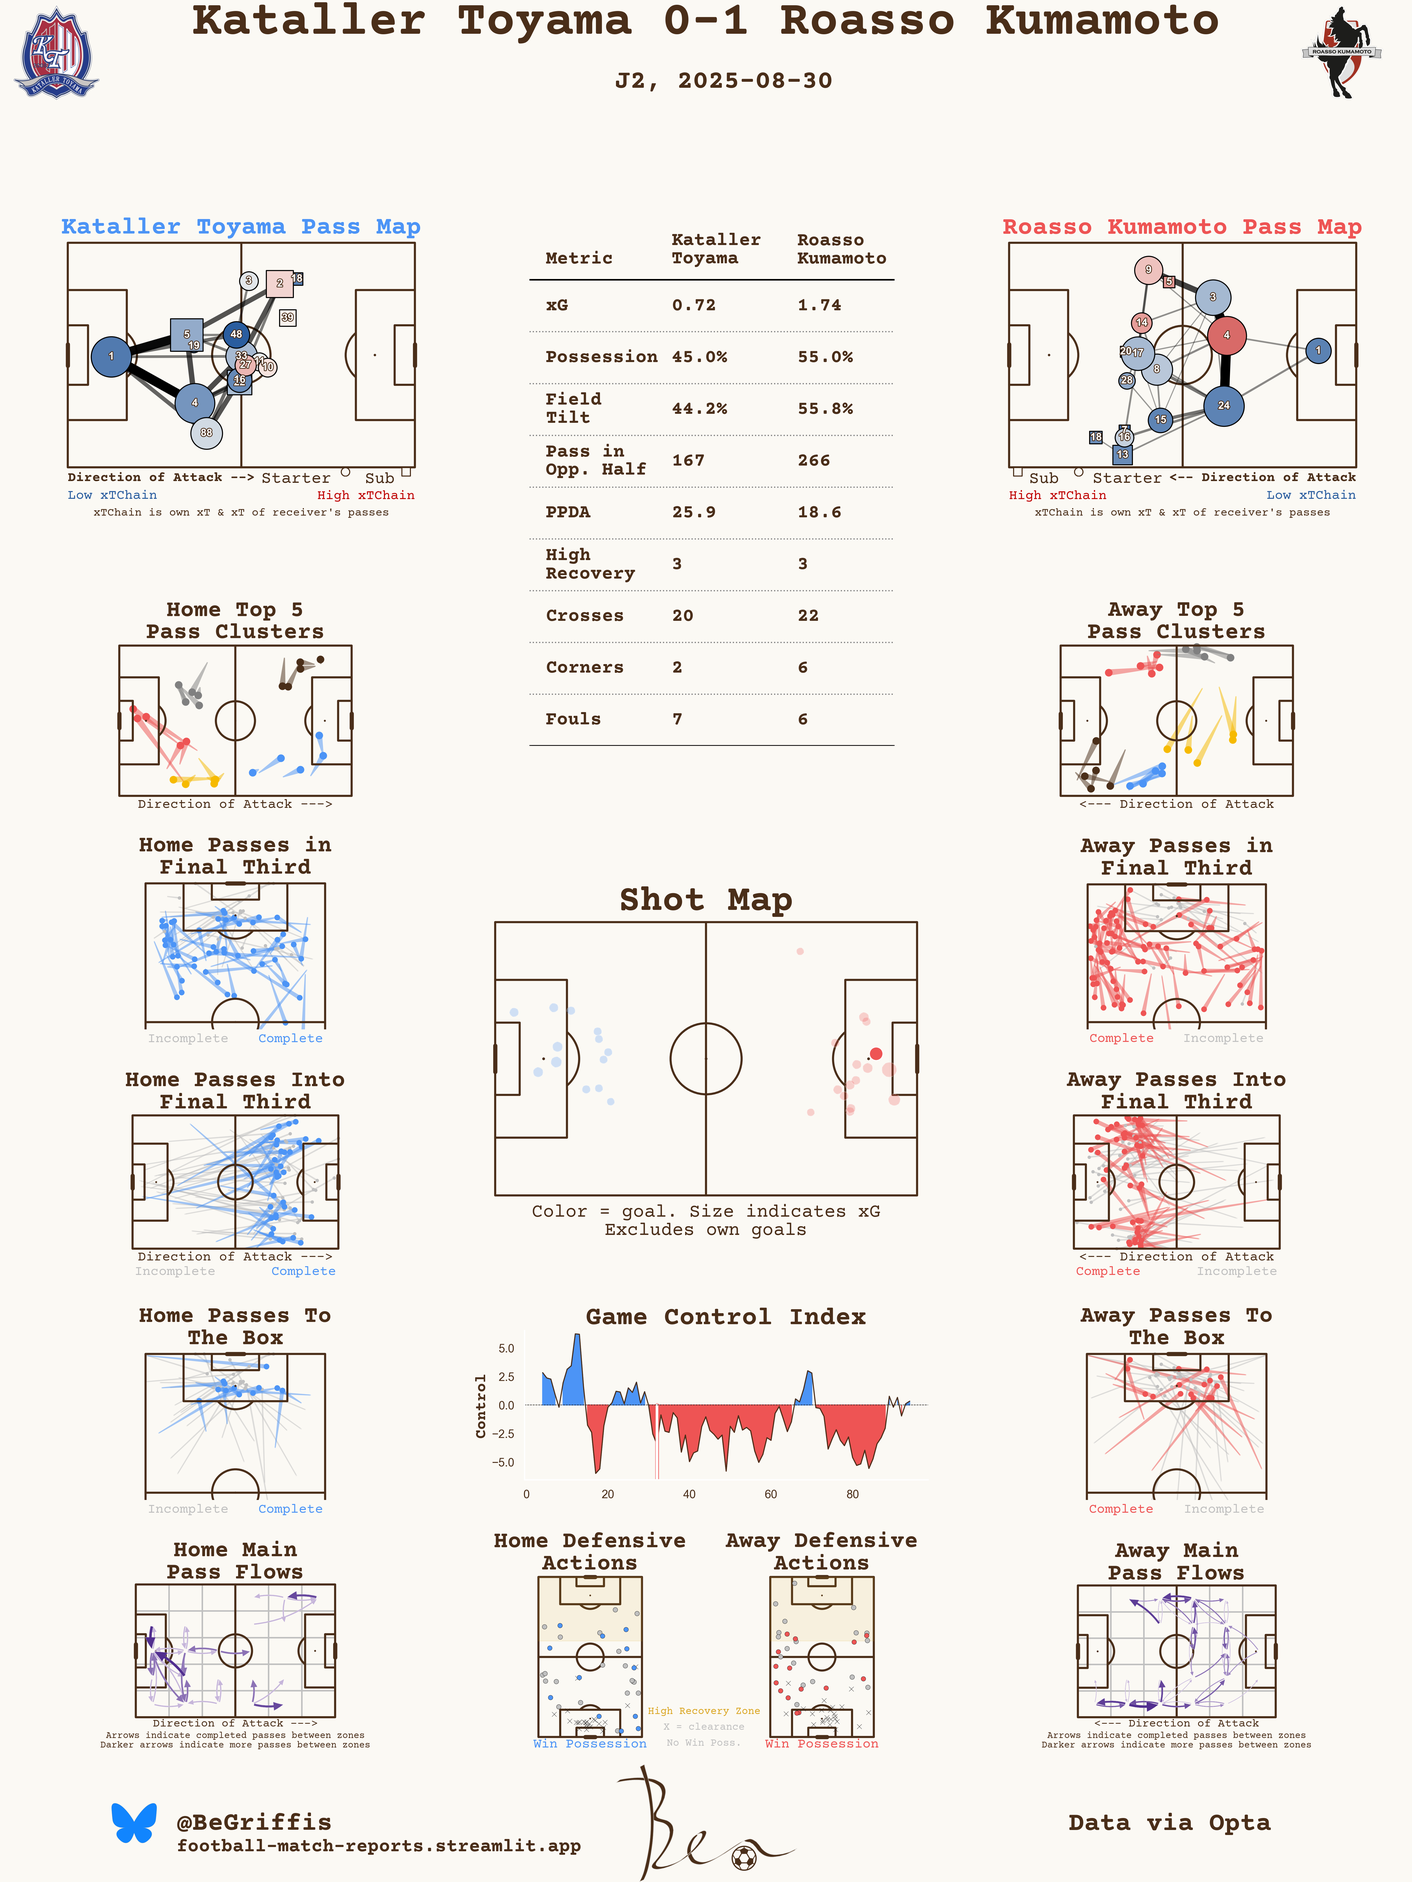 Kataller Toyama 0-1 Roasso Kumamoto
J2, 2025-08-30
KT
KATALLER TOYAMA
ROASSO KUMAMOTO
Kataller Toyama Pass Map
1
5
19
4
88
48
33
27
16
10
3
2
18
39
Direction of Attack --> Starter Sub
Low xTChain High xTChain
xTChain is own xT & xT of receiver's passes
Metric Kataller Toyama Roasso Kumamoto
xG 0.72 1.74
Possession 45.0% 55.0%
Field Tilt 44.2% 55.8%
Pass in Opp. Half 167 266
PPDA 25.9 18.6
High Recovery 3 3
Crosses 20 22
Corners 2 6
Fouls 7 6
Roasso Kumamoto Pass Map
9
5
3
14
4
1
20
17
8
28
24
15
7
16
18
13
Sub Starter <-- Direction of Attack
High xTChain Low xTChain
xTChain is own xT & xT of receiver's passes
Home Top 5
Pass Clusters
Direction of Attack --->
Away Top 5
Pass Clusters
<--- Direction of Attack
Home Passes in
Final Third
Incomplete Complete
Away Passes in
Final Third
Complete Incomplete
Shot Map
Color = goal. Size indicates xG
Excludes own goals
Home Passes Into
Final Third
Direction of Attack --->
Incomplete Complete
Away Passes Into
Final Third
<--- Direction of Attack
Complete Incomplete
Home Passes To
The Box
Incomplete Complete
Game Control Index
Control
5.0
2.5
0.0
−2.5
−5.0
0 20 40 60 80
Away Passes To
The Box
Complete Incomplete
Home Main
Pass Flows
Direction of Attack --->
Arrows indicate completed passes between zones
Darker arrows indicate more passes between zones
Home Defensive
Actions
Win Possession
Away Defensive
Actions
Win Possession
High Recovery Zone
X = clearance
No Win Poss.
Away Main
Pass Flows
<--- Direction of Attack
Arrows indicate completed passes between zones
Darker arrows indicate more passes between zones
@BeGriffis
football-match-reports.streamlit.app
Ben
Data via Opta